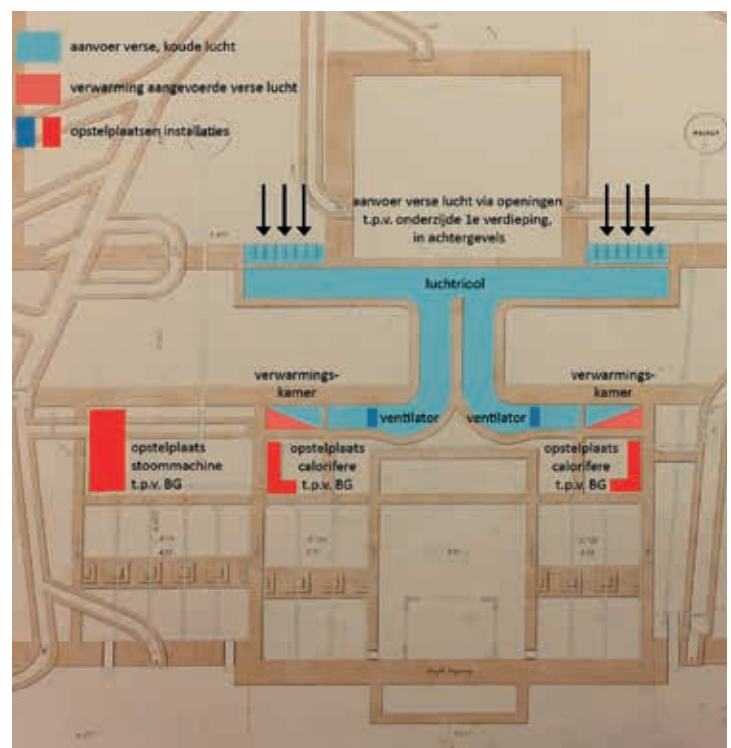 aanvoer verse, koude lucht
verwarming aangevoerde verse lucht
opstelplaatsen installaties
aanvoer verse lucht via openingen
t.p.v. onderzijde 1e verdieping,
in achtergevels
luchtriool
verwarmings-
kamer
verwarmings-
kamer
ventilator
ventilator
opstelplaats
stoommachine
t.p.v. BG
opstelplaats
calorifere
t.p.v. BG
opstelplaats
calorifere
t.p.v. BG